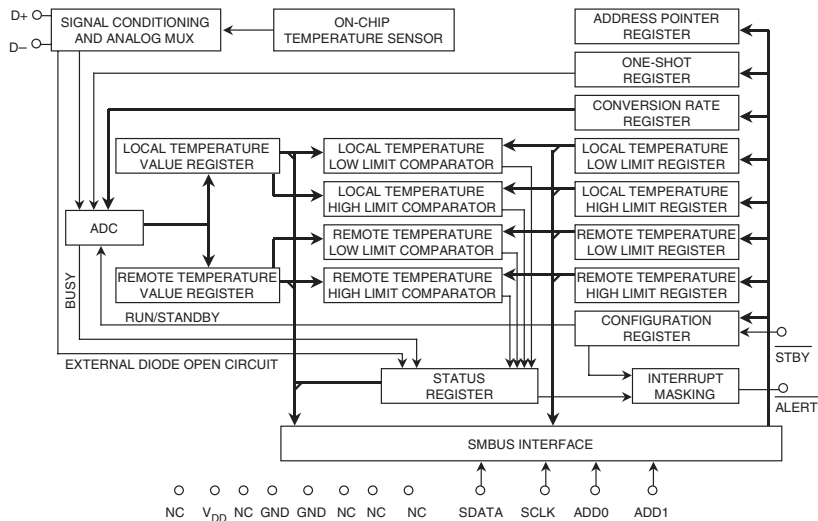 D+
D–
SIGNAL CONDITIONING
AND ANALOG MUX
ON-CHIP
TEMPERATURE SENSOR
ADDRESS POINTER
REGISTER
ONE-SHOT
REGISTER
CONVERSION RATE
REGISTER
LOCAL TEMPERATURE
VALUE REGISTER
LOCAL TEMPERATURE
LOW LIMIT COMPARATOR
LOCAL TEMPERATURE
LOW LIMIT REGISTER
LOCAL TEMPERATURE
HIGH LIMIT COMPARATOR
LOCAL TEMPERATURE
HIGH LIMIT REGISTER
ADC
REMOTE TEMPERATURE
LOW LIMIT COMPARATOR
REMOTE TEMPERATURE
LOW LIMIT REGISTER
REMOTE TEMPERATURE
VALUE REGISTER
REMOTE TEMPERATURE
HIGH LIMIT COMPARATOR
REMOTE TEMPERATURE
HIGH LIMIT REGISTER
BUSY
RUN/STANDBY
CONFIGURATION
REGISTER
STBY
EXTERNAL DIODE OPEN CIRCUIT
STATUS
REGISTER
INTERRUPT
MASKING
ALERT
SMBUS INTERFACE
NC VDD NC GND GND NC NC NC SDATA SCLK ADD0 ADD1